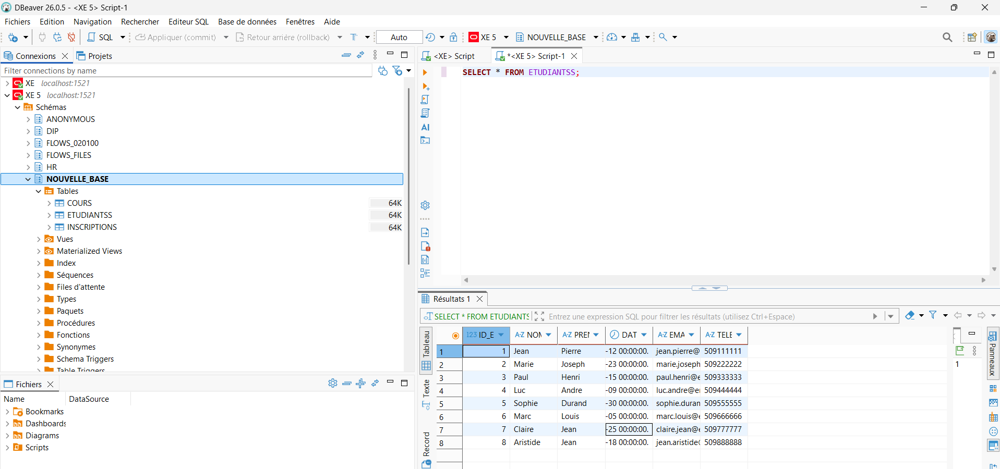 DBeaver 26.0.5 - <XE 5> Script-1
Fichiers Edition Navigation Rechercher Editeur SQL Base de données Fenêtres Aide
SQL Appliquer (commit) Retour arrière (rollback) Auto XE 5 NOUVELLE_BASE
Connexions Projets
Filter connections by name
XE localhost:1521
XE 5 localhost:1521
Schémas
ANONYMOUS
DIP
FLOWS_020100
FLOWS_FILES
HR
NOUVELLE_BASE
Tables
COURS 64K
ETUDIANTSS 64K
INSCRIPTIONS 64K
Vues
Materialized Views
Index
Séquences
Files d'attente
Types
Paquets
Procédures
Fonctions
Synonymes
Schema Triggers
Table Triggers
Fichiers
Name DataSource
Bookmarks
Dashboards
Diagrams
Scripts
<XE> Script *<XE 5> Script-1
SELECT * FROM ETUDIANTSS;
AI
Résultats 1
SELECT * FROM ETUDIANTS Entrez une expression SQL pour filtrer les résultats (utilisez Ctrl+Espace)
Tableau
Texte
Record
123 ID_E A-Z NOM A-Z PREI DAT A-Z EMA A-Z TELE
1 1 Jean Pierre -12 00:00:00. jean.pierre@ 509111111
2 2 Marie Joseph -23 00:00:00. marie.joseph 509222222
3 3 Paul Henri -15 00:00:00. paul.henri@e 509333333
4 4 Luc Andre -09 00:00:00. luc.andre@e 509444444
5 5 Sophie Durand -30 00:00:00. sophie.duran 509555555
6 6 Marc Louis -05 00:00:00. marc.louis@e 509666666
7 7 Claire Jean -25 00:00:00. claire.jean@e 509777777
8 8 Aristide Jean -18 00:00:00. jean.aristide 509888888
1
Panneaux